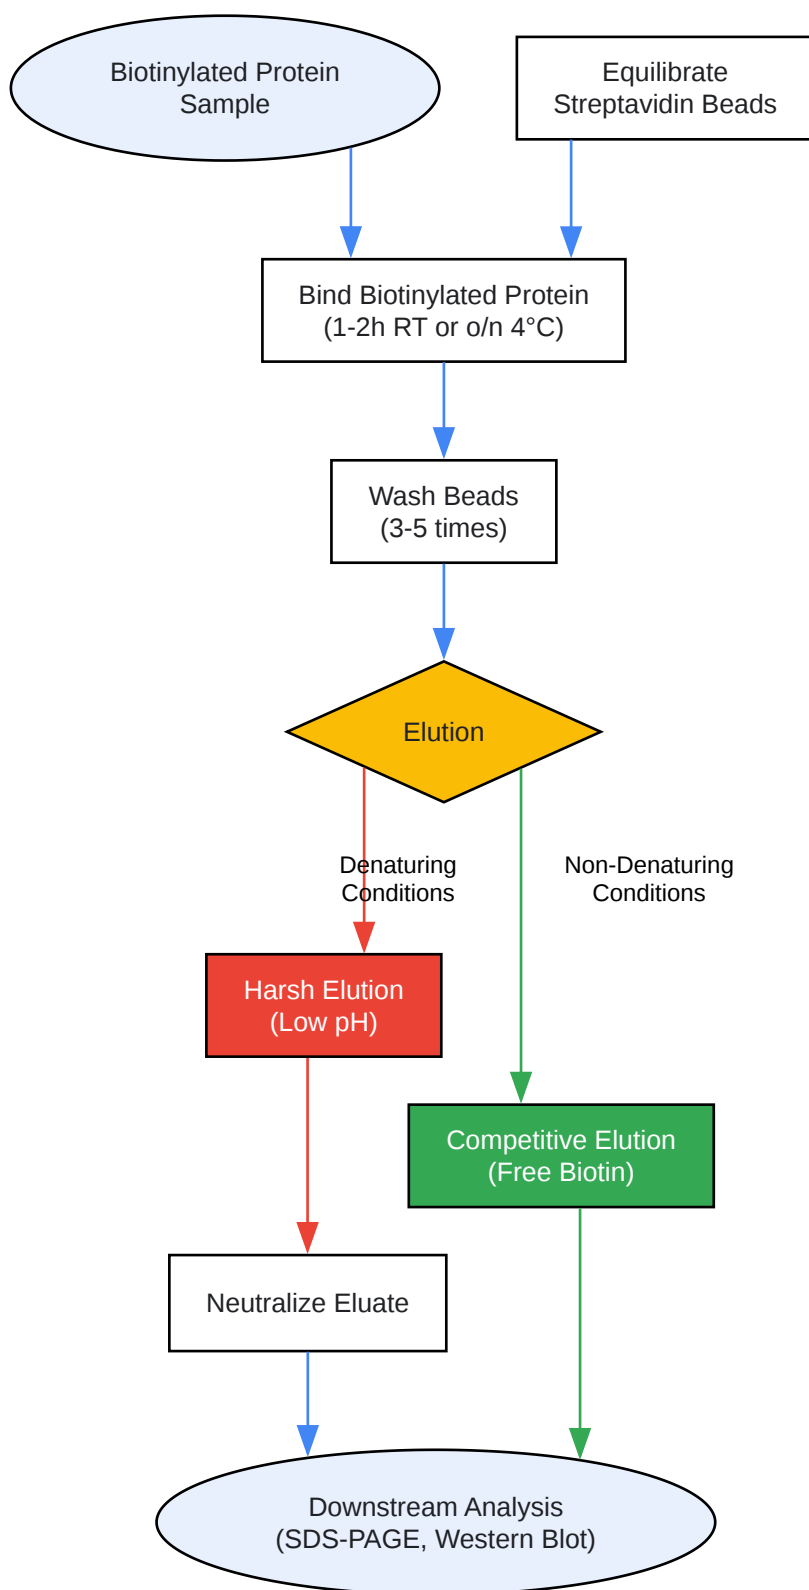 Biotinylated Protein
Sample
Equilibrate
Streptavidin Beads
Bind Biotinylated Protein
(1-2h RT or o/n 4°C)
Wash Beads
(3-5 times)
Elution
Denaturing
Conditions
Non-Denaturing
Conditions
Harsh Elution
(Low pH)
Competitive Elution
(Free Biotin)
Neutralize Eluate
Downstream Analysis
(SDS-PAGE, Western Blot)